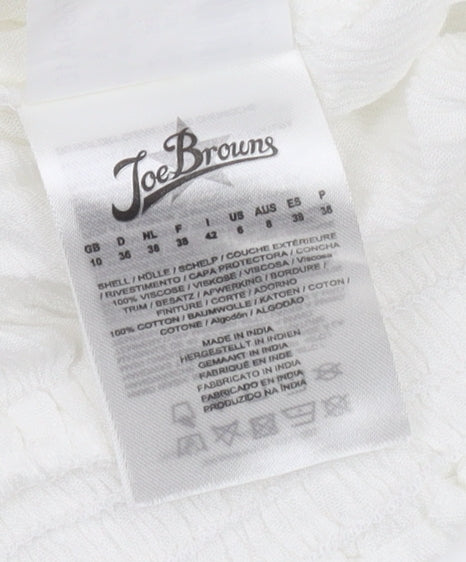 Joe Browns
GB D NL F I US AUS ES P
10 36 38 38 42 6 8 38 38
SHELL / HÜLLE / SCHELP / COUCHE EXTÉRIEURE
/ RIVESTIMENTO / CAPA PROTECTORA / CONCHA
100% VISCOSE / VISKOSE / VISCOSA / Viscosa
TRIM / BESATZ / AFWERKING / BORDURE /
FINITURE / CORTE / ADORNO
100% COTTON / BAUMWOLLE / KATOEN / COTON /
COTONE / Algodón / ALGODÃO
MADE IN INDIA
HERGESTELLT IN INDIEN
GEMAAKT IN INDIA
FABRIQUÉ EN INDE
FABBRICATO IN INDIA
FABRICADO EN INDIA
PRODUZIDO NA ÍNDIA